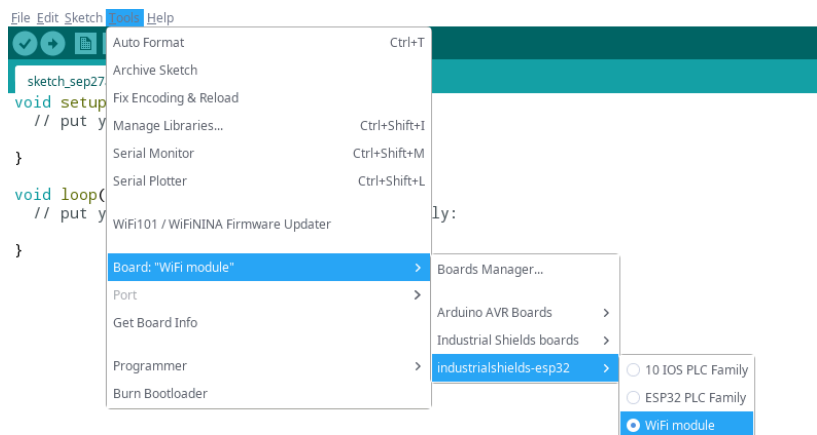 File Edit Sketch Tools Help
sketch_sep27
void setup
// put y
}
void loop(
// put y
ly:
}
Auto Format Ctrl+T
Archive Sketch
Fix Encoding & Reload
Manage Libraries... Ctrl+Shift+I
Serial Monitor Ctrl+Shift+M
Serial Plotter Ctrl+Shift+L
WiFi101 / WiFiNINA Firmware Updater
Board: "WiFi module"
Port
Get Board Info
Programmer
Burn Bootloader
Boards Manager...
Arduino AVR Boards
Industrial Shields boards
industrialshields-esp32
10 IOS PLC Family
ESP32 PLC Family
WiFi module